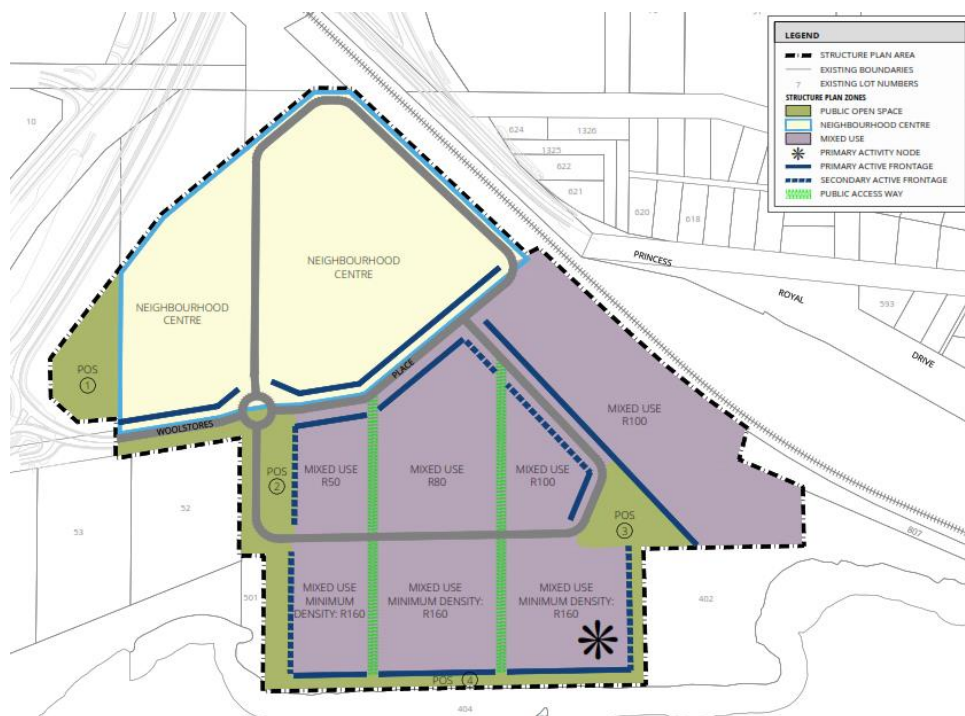 LEGEND
STRUCTURE PLAN AREA
EXISTING BOUNDARIES
7 EXISTING LOT NUMBERS
STRUCTURE PLAN ZONES
PUBLIC OPEN SPACE
NEIGHBOURHOOD CENTRE
MIXED USE
PRIMARY ACTIVITY NODE
PRIMARY ACTIVE FRONTAGE
SECONDARY ACTIVE FRONTAGE
PUBLIC ACCESS WAY
10
624
1326
1325
622
621
620
618
PRINCESS
ROYAL
DRIVE
593
NEIGHBOURHOOD
CENTRE
NEIGHBOURHOOD
CENTRE
POS
1
PLACE
WOOLSTORES
MIXED USE
R100
POS
2
MIXED USE
R50
MIXED USE
R80
MIXED USE
R100
52
53
POS
3
807
501
MIXED USE
MINIMUM
DENSITY: R160
MIXED USE
MINIMUM DENSITY:
R160
MIXED USE
MINIMUM DENSITY:
R160
402
POS 4
404